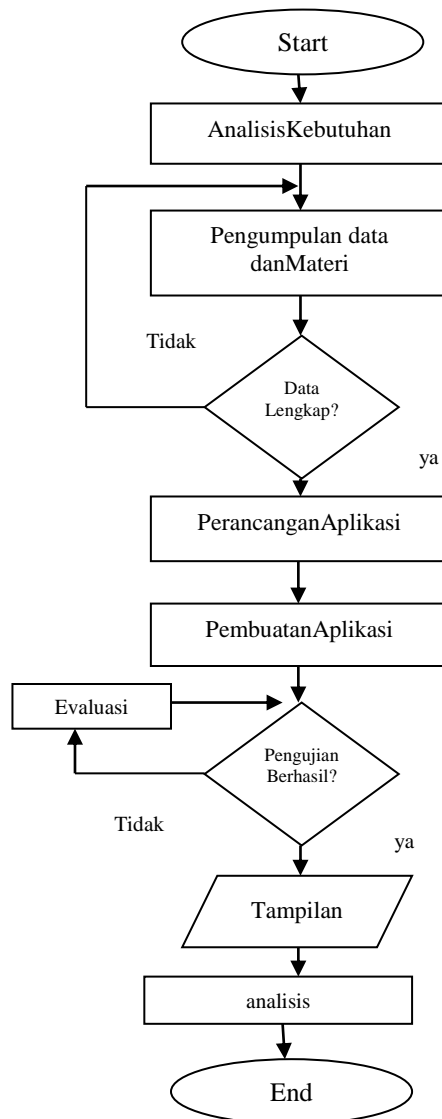 Start
AnalisisKebutuhan
Pengumpulan data
danMateri
Tidak
Data
Lengkap?
ya
PerancanganAplikasi
PembuatanAplikasi
Evaluasi
Pengujian
Berhasil?
Tidak
ya
Tampilan
analisis
End